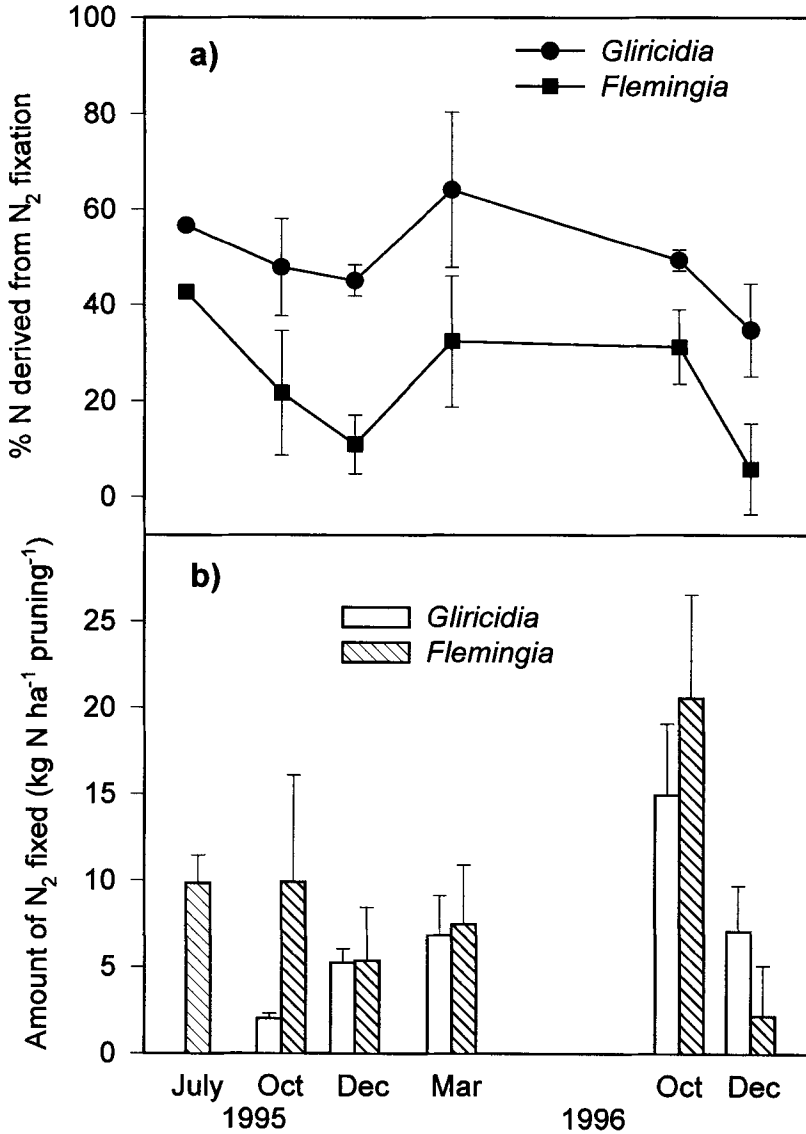 100
a)
Gliricidia
Flemingia
80
60
40
20
0
% N derived from N₂ fixation
b)
Gliricidia
Flemingia
25
20
15
10
5
0
Amount of N₂ fixed (kg N ha⁻¹ pruning⁻¹)
July Oct Dec Mar Oct Dec
1995 1996